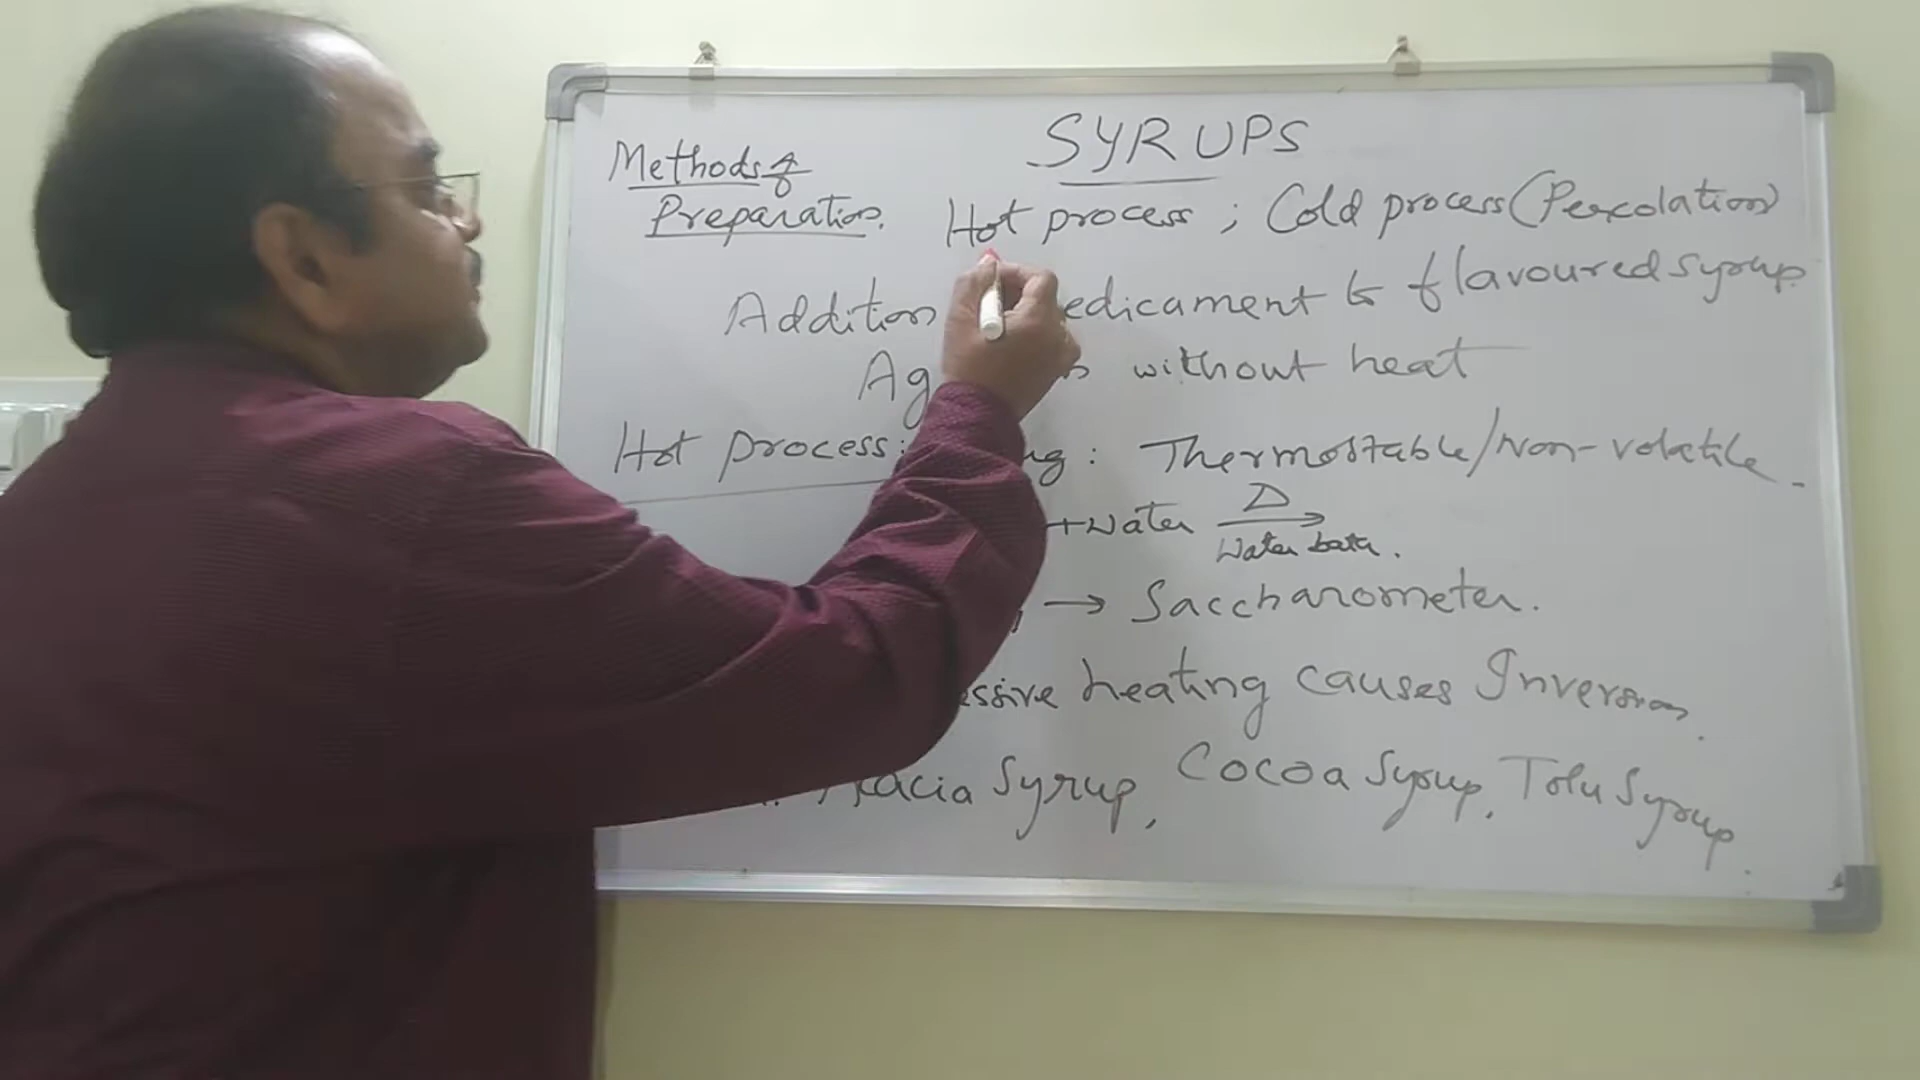 SYRUPS
Methods of
Preparation. Hot process ; Cold process (Percolation)
Addition edicament to flavoured syrup.
Ag without heat
Hot process: : Thermostable/Non-volatile.
+Water Δ
Water bath.
→ Saccharometer.
essive heating causes Inversion.
Acacia Syrup, Cocoa Syrup, Tolu Syrup.